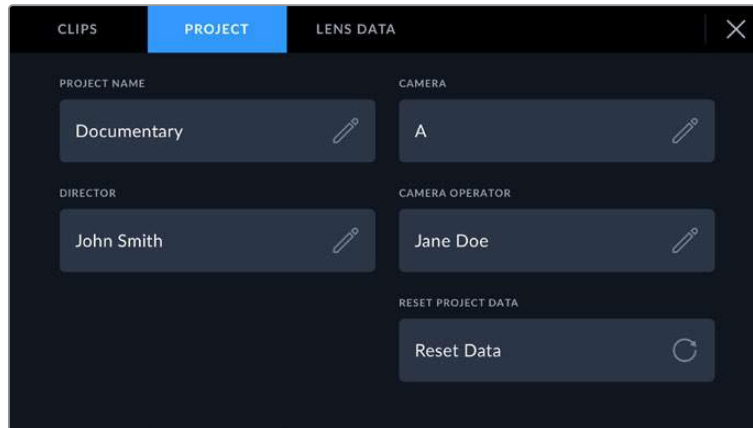 CLIPS PROJECT LENS DATA
PROJECT NAME CAMERA
Documentary A
DIRECTOR CAMERA OPERATOR
John Smith Jane Doe
RESET PROJECT DATA
Reset Data